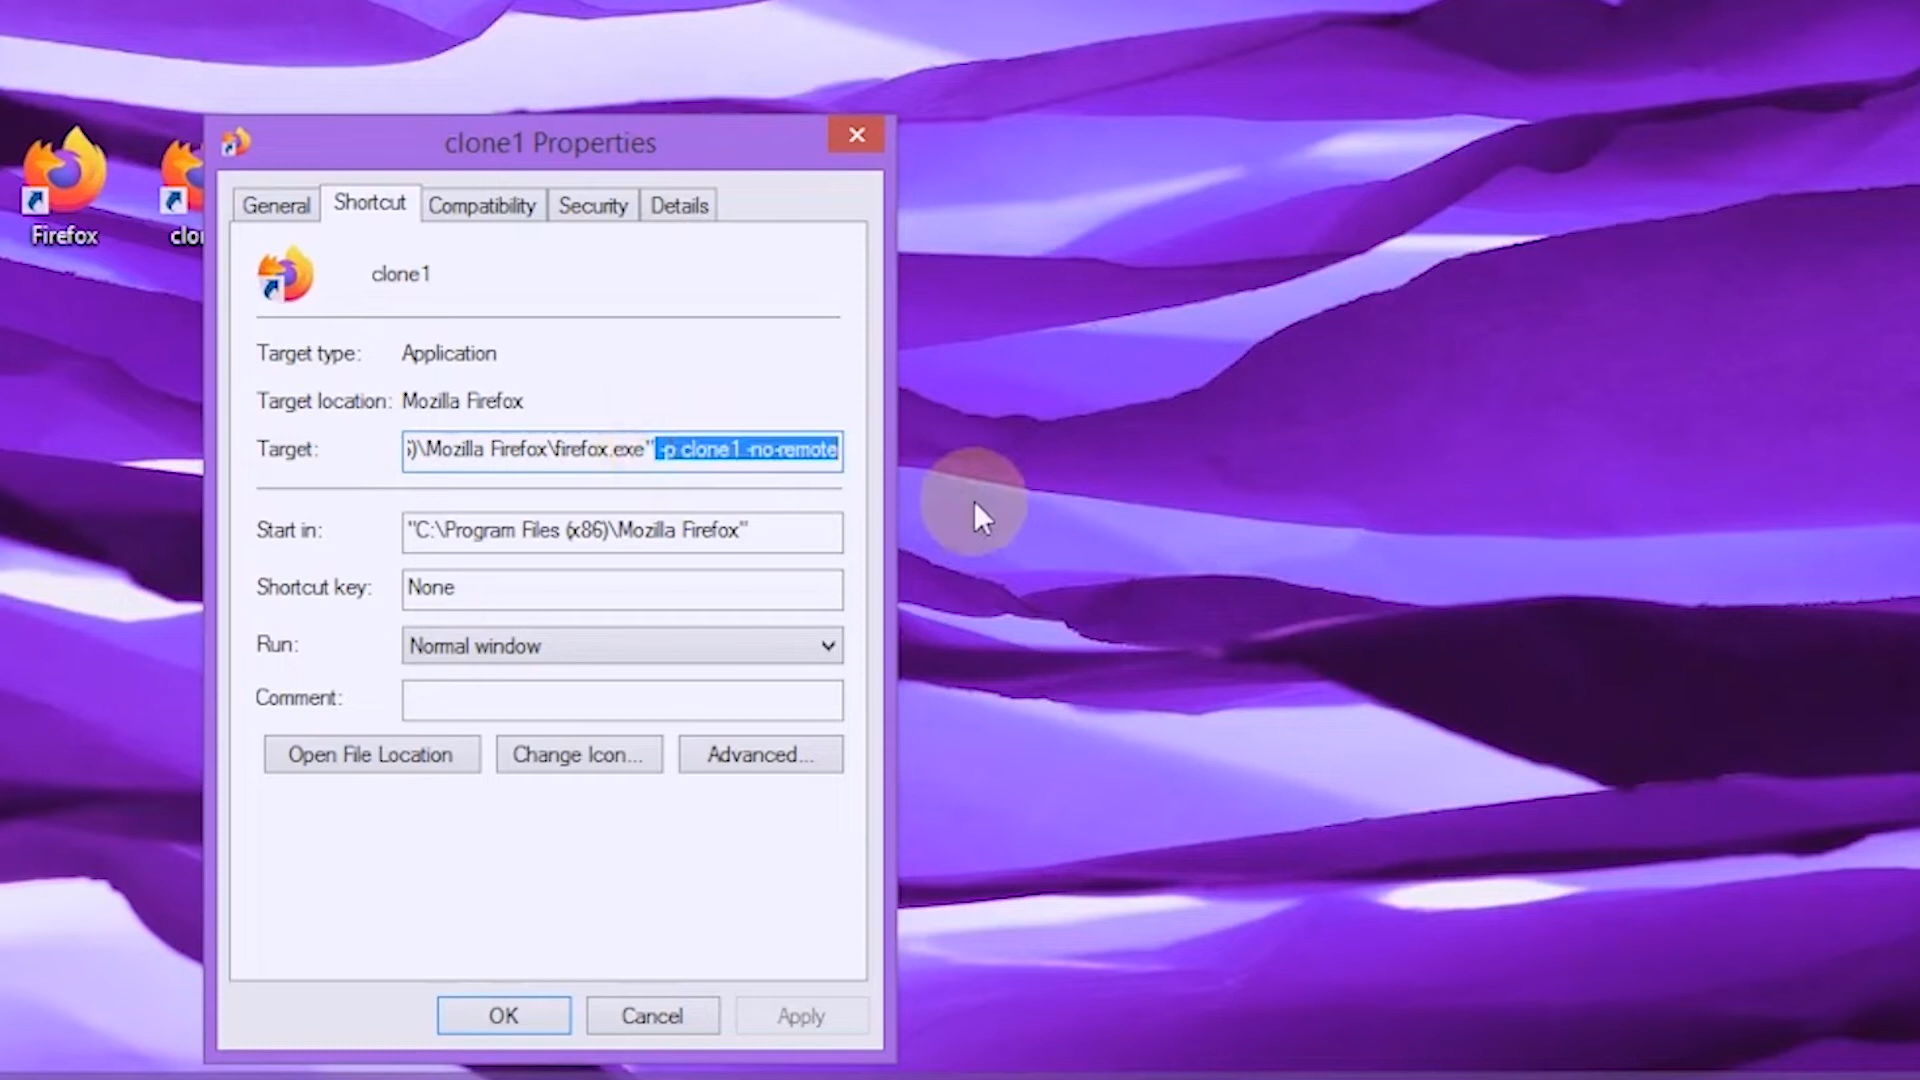 clone1 Properties
Firefox
clo
General Shortcut Compatibility Security Details
clone1
Target type: Application
Target location: Mozilla Firefox
Target: )\Mozilla Firefox\firefox.exe" -p clone1 -no-remote
Start in: "C:\Program Files (x86)\Mozilla Firefox"
Shortcut key: None
Run: Normal window
Comment:
Open File Location Change Icon... Advanced...
OK Cancel Apply